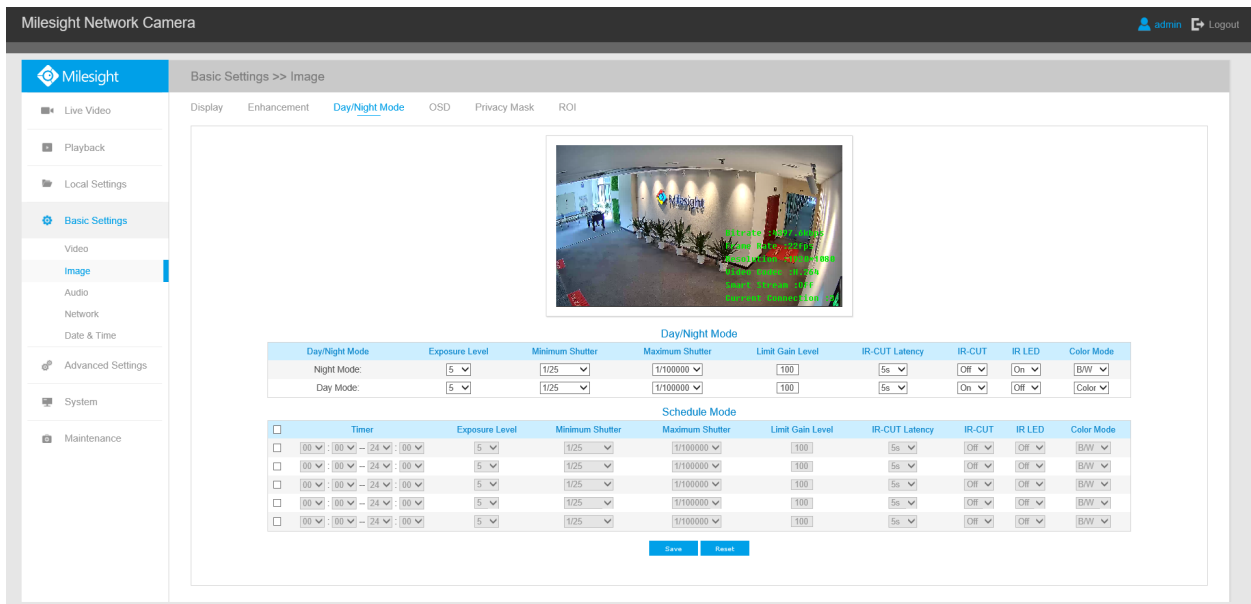 Milesight Network Camera
admin Logout
Milesight
Basic Settings >> Image
Live Video
Playback
Local Settings
Basic Settings
Video
Image
Audio
Network
Date & Time
Advanced Settings
System
Maintenance
Display Enhancement Day/Night Mode OSD Privacy Mask ROI
Milesight
Rate :22fps
Video Codec :H.264
Smart Stream
Current Connection
Day/Night Mode
Day/Night Mode Exposure Level Minimum Shutter Maximum Shutter Limit Gain Level IR-CUT Latency IR-CUT IR LED Color Mode
Night Mode: 5 1/25 1/100000 100 5s Off On B/W
Day Mode: 5 1/25 1/100000 100 5s On Off Color
Schedule Mode
Timer Exposure Level Minimum Shutter Maximum Shutter Limit Gain Level IR-CUT Latency IR-CUT IR LED Color Mode
00 : 00 -- 24 : 00 5 1/25 1/100000 100 5s Off Off B/W
00 : 00 -- 24 : 00 5 1/25 1/100000 100 5s Off Off B/W
00 : 00 -- 24 : 00 5 1/25 1/100000 100 5s Off Off B/W
00 : 00 -- 24 : 00 5 1/25 1/100000 100 5s Off Off B/W
00 : 00 -- 24 : 00 5 1/25 1/100000 100 5s Off Off B/W
Save Reset